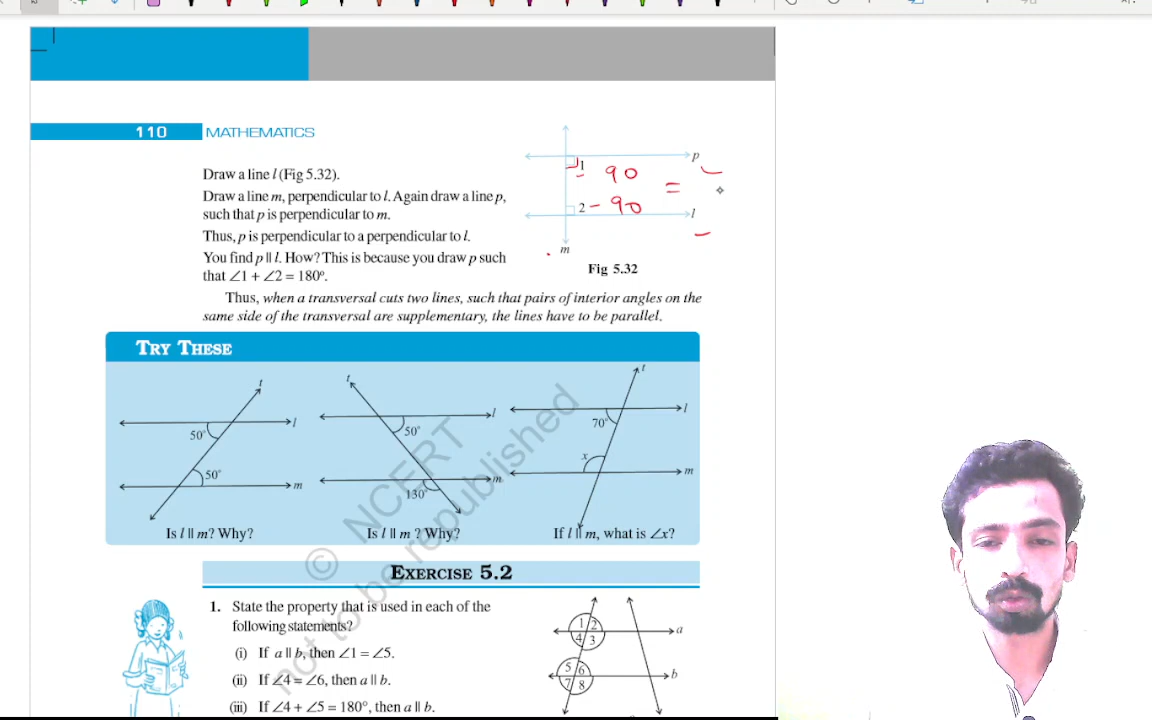 110 MATHEMATICS
Draw a line l (Fig 5.32).
Draw a line m, perpendicular to l. Again draw a line p,
such that p is perpendicular to m.
Thus, p is perpendicular to a perpendicular to l.
You find p || l. How? This is because you draw p such
that ∠1 + ∠2 = 180º.
1
90
p
=
2 - 90
l
m
Fig 5.32
Thus, when a transversal cuts two lines, such that pairs of interior angles on the
same side of the transversal are supplementary, the lines have to be parallel.
TRY THESE
t
l
50°
50°
m
Is l || m? Why?
t
l
50°
m
130°
Is l || m ? Why?
t
l
70°
x
m
If l || m, what is ∠x?
© NCERT
not to be republished
EXERCISE 5.2
1. State the property that is used in each of the
following statements?
(i) If a || b, then ∠1 = ∠5.
(ii) If ∠4 = ∠6, then a || b.
(iii) If ∠4 + ∠5 = 180°, then a || b.
1 2
4 3
a
5 6
7 8
b